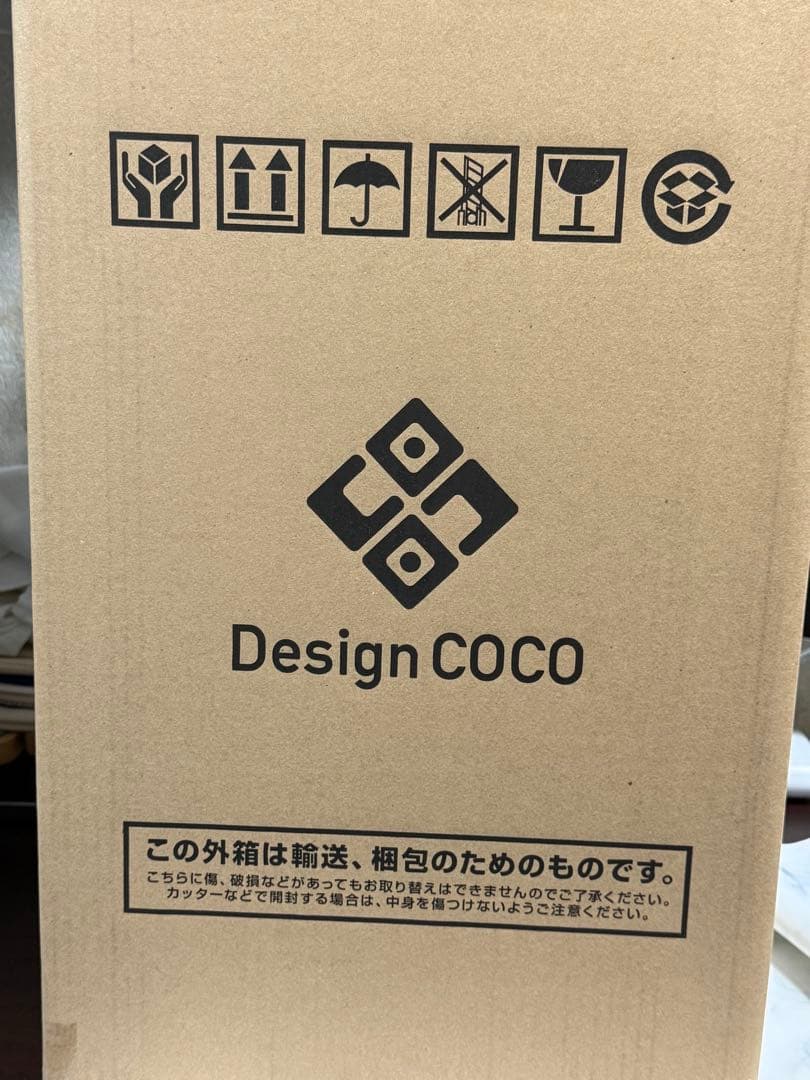 Design COCO
この外箱は輸送、梱包のためのものです。
こちらに傷、破損などがあってもお取り替えはできませんのでご了承ください。
カッターなどで開封する場合は、中身を傷つけないようご注意ください。